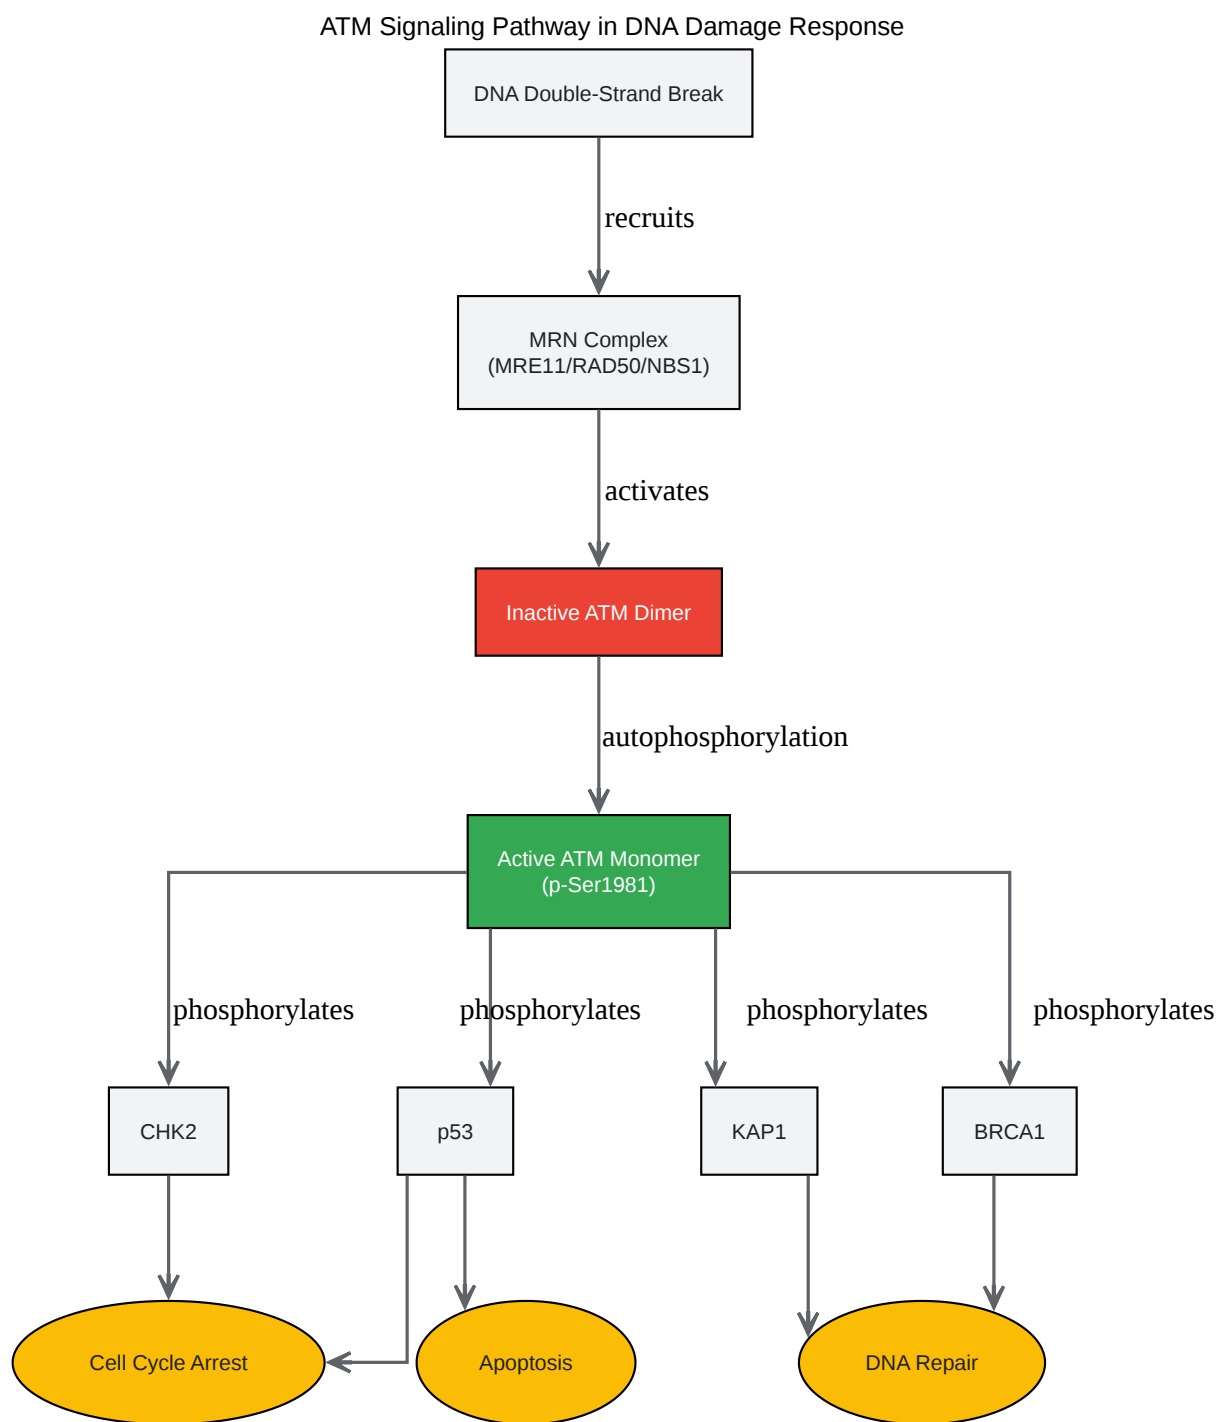 ATM Signaling Pathway in DNA Damage Response
DNA Double-Strand Break
recruits
MRN Complex
(MRE11/RAD50/NBS1)
activates
Inactive ATM Dimer
autophosphorylation
Active ATM Monomer
(p-Ser1981)
phosphorylates
phosphorylates
phosphorylates
phosphorylates
CHK2
p53
KAP1
BRCA1
Cell Cycle Arrest
Apoptosis
DNA Repair